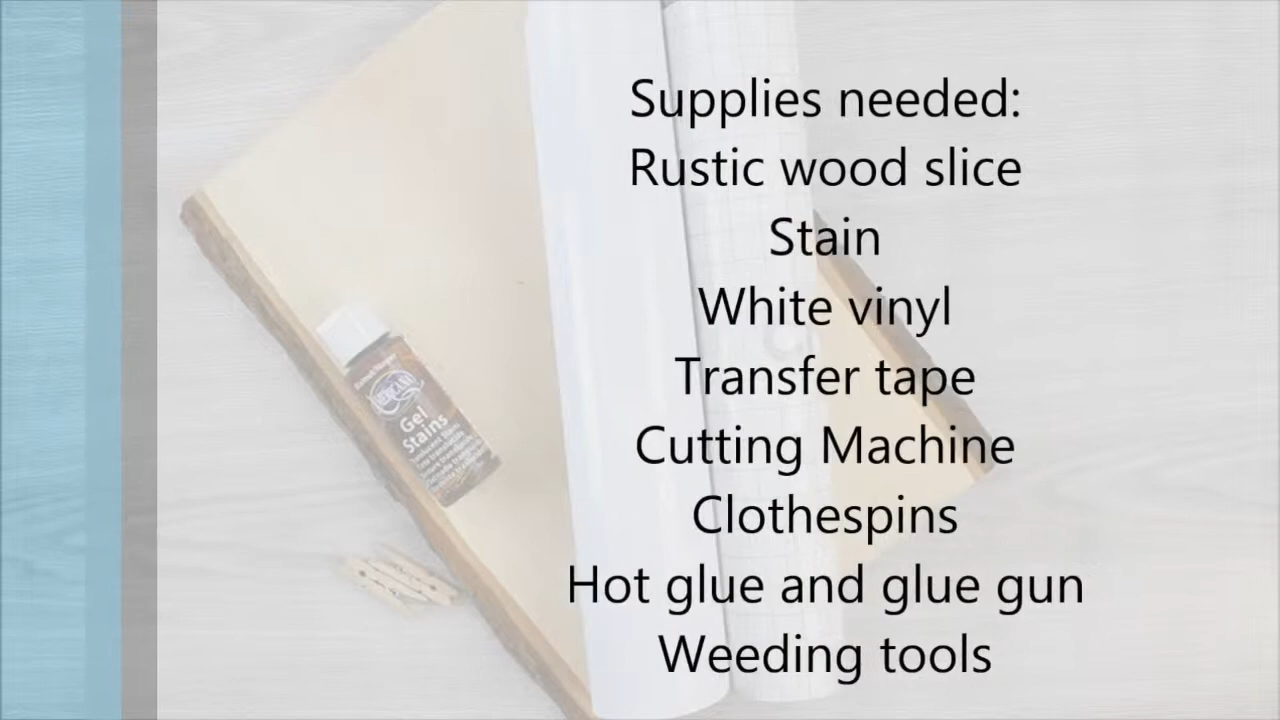 Supplies needed:
Rustic wood slice
Stain
White vinyl
Transfer tape
Cutting Machine
Clothespins
Hot glue and glue gun
Weeding tools
Gel
Stains